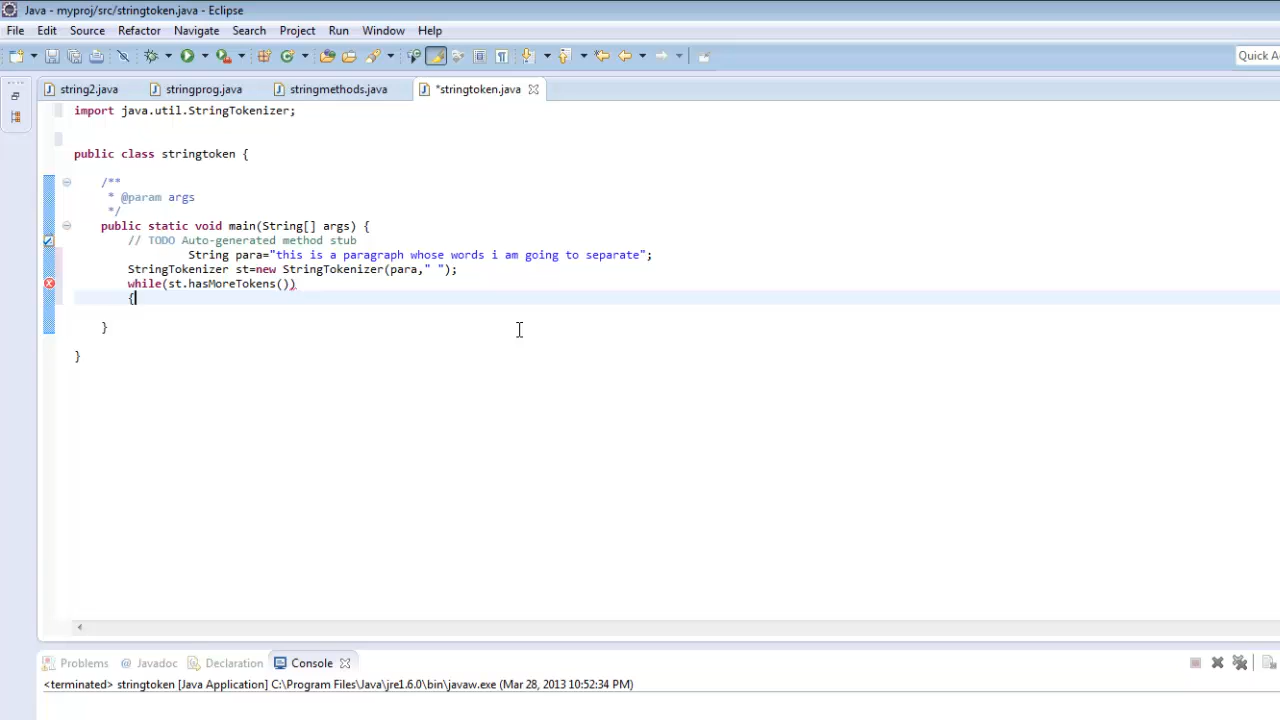 Java - myproj/src/stringtoken.java - Eclipse
File Edit Source Refactor Navigate Search Project Run Window Help
Quick A
string2.java stringprog.java stringmethods.java *stringtoken.java
import java.util.StringTokenizer;
public class stringtoken {
/**
* @param args
*/
public static void main(String[] args) {
// TODO Auto-generated method stub
String para="this is a paragraph whose words i am going to separate";
StringTokenizer st=new StringTokenizer(para," ");
while(st.hasMoreTokens())
{
}
}
Problems @ Javadoc Declaration Console
<terminated> stringtoken [Java Application] C:\Program Files\Java\jre1.6.0\bin\javaw.exe (Mar 28, 2013 10:52:34 PM)